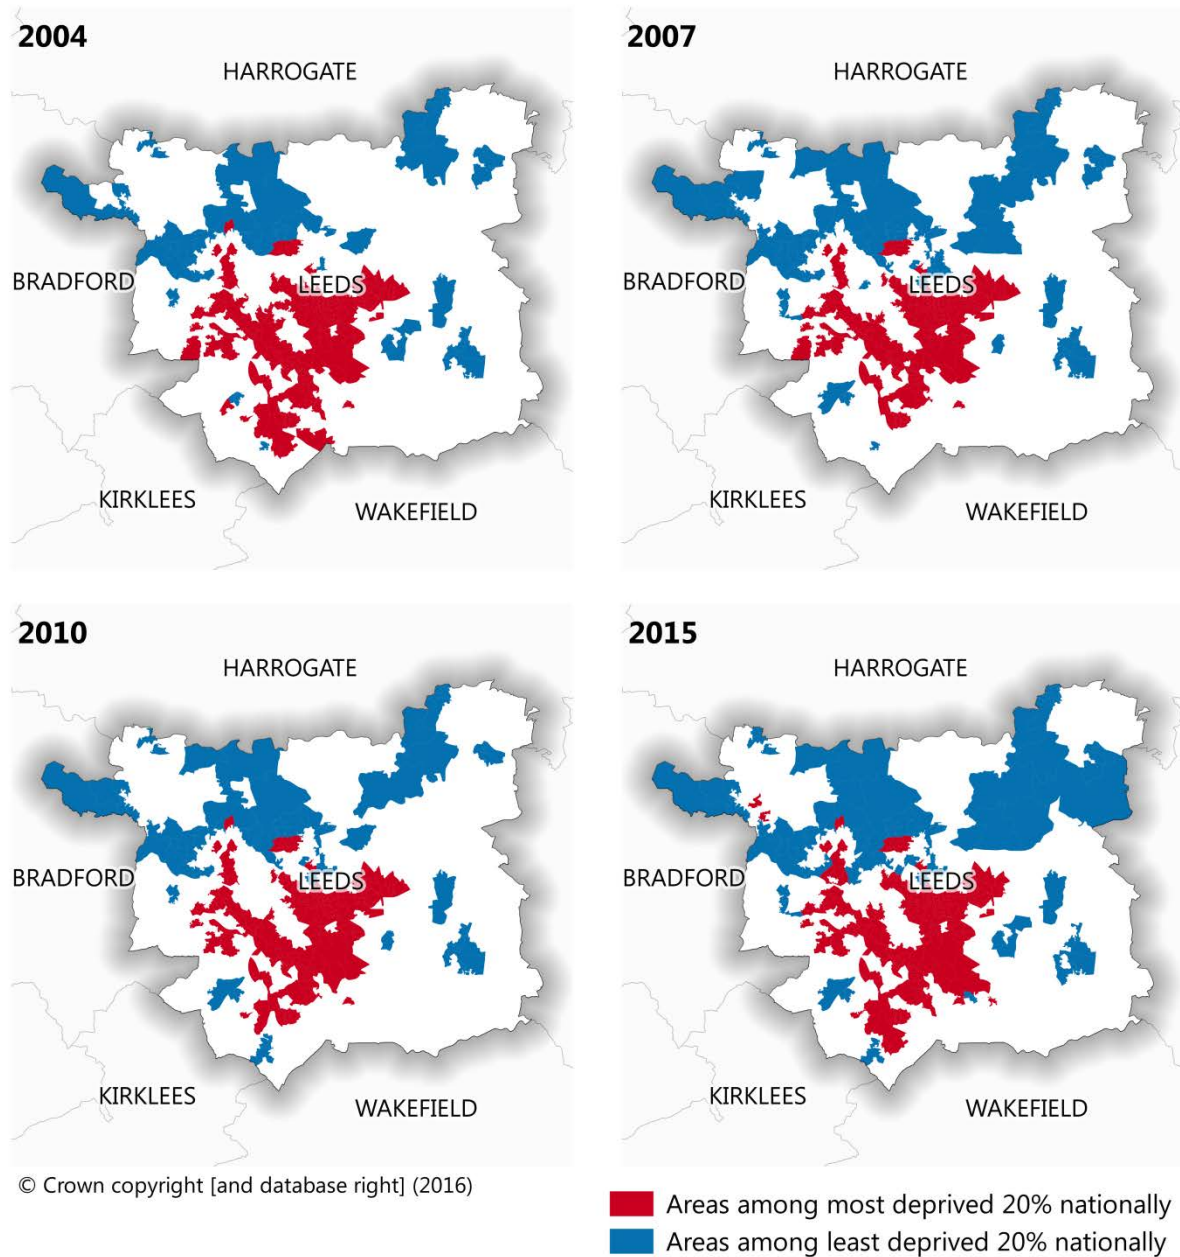 2004
HARROGATE
BRADFORD
LEEDS
KIRKLEES
WAKEFIELD
2007
HARROGATE
BRADFORD
LEEDS
KIRKLEES
WAKEFIELD
2010
HARROGATE
BRADFORD
LEEDS
KIRKLEES
WAKEFIELD
2015
HARROGATE
BRADFORD
LEEDS
KIRKLEES
WAKEFIELD
© Crown copyright [and database right] (2016)
Areas among most deprived 20% nationally
Areas among least deprived 20% nationally